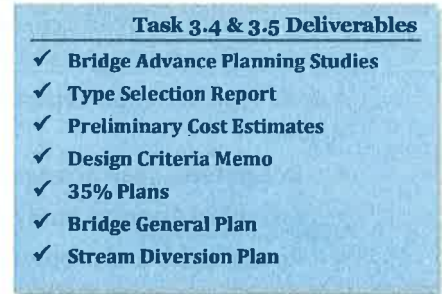 Task 3.4 & 3.5 Deliverables
✓ Bridge Advance Planning Studies
✓ Type Selection Report
✓ Preliminary Cost Estimates
✓ Design Criteria Memo
✓ 35% Plans
✓ Bridge General Plan
✓ Stream Diversion Plan